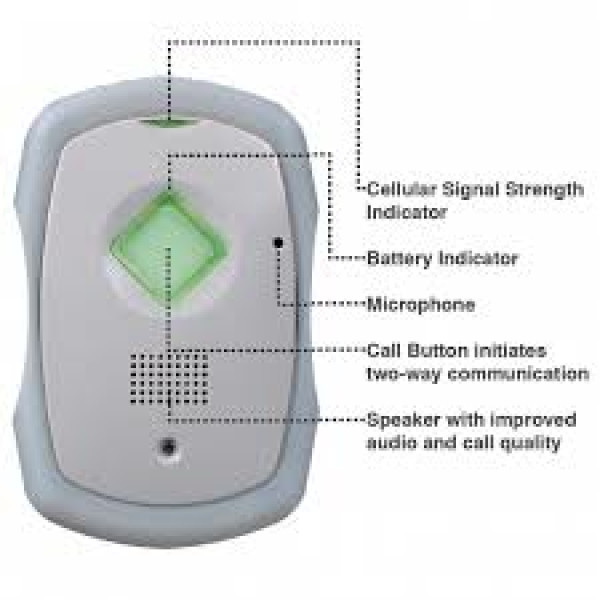 Cellular Signal Strength
Indicator
Battery Indicator
Microphone
Call Button initiates
two-way communication
Speaker with improved
audio and call quality